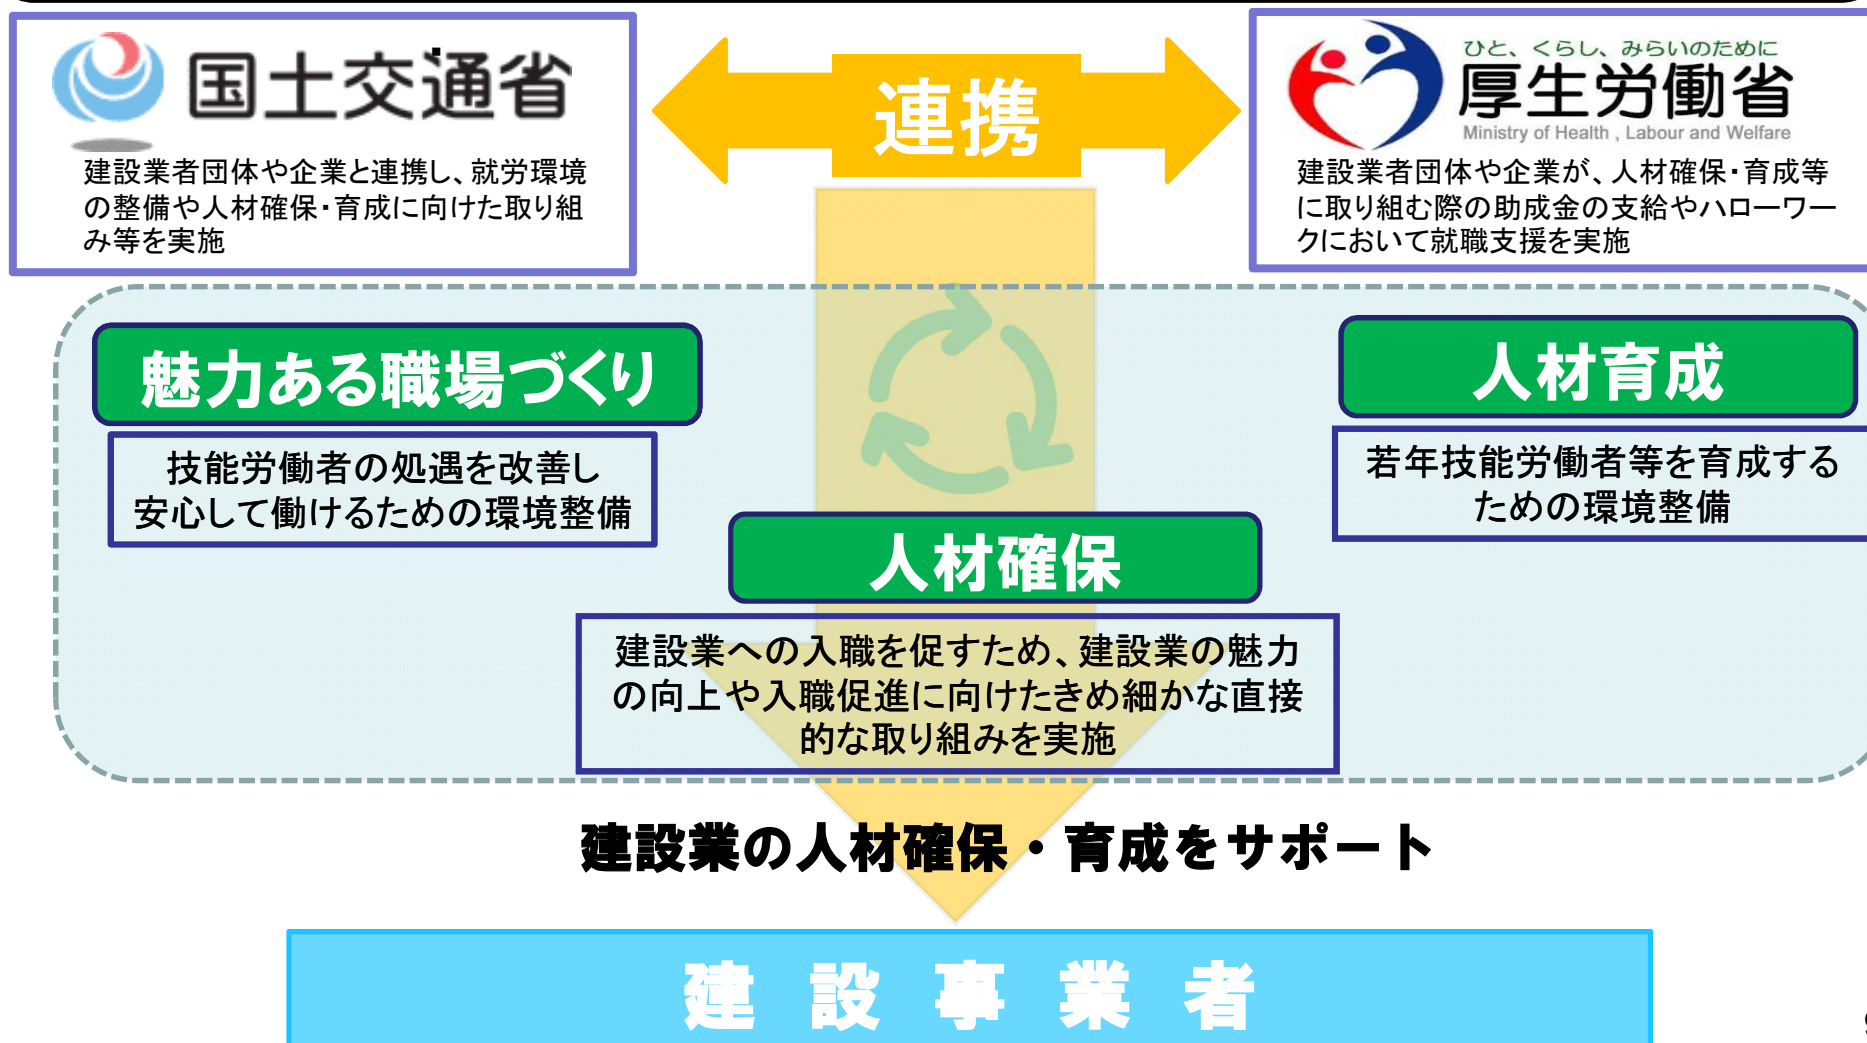 国土交通省
建設業者団体や企業と連携し、就労環境
の整備や人材確保・育成に向けた取り組
み等を実施
連携
ひと、くらし、みらいのために
厚生労働省
Ministry of Health , Labour and Welfare
建設業者団体や企業が、人材確保・育成等
に取り組む際の助成金の支給やハローワー
クにおいて就職支援を実施
魅力ある職場づくり
技能労働者の処遇を改善し
安心して働けるための環境整備
人材育成
若年技能労働者等を育成する
ための環境整備
人材確保
建設業への入職を促すため、建設業の魅力
の向上や入職促進に向けたきめ細かな直接
的な取り組みを実施
建設業の人材確保・育成をサポート
建設事業者